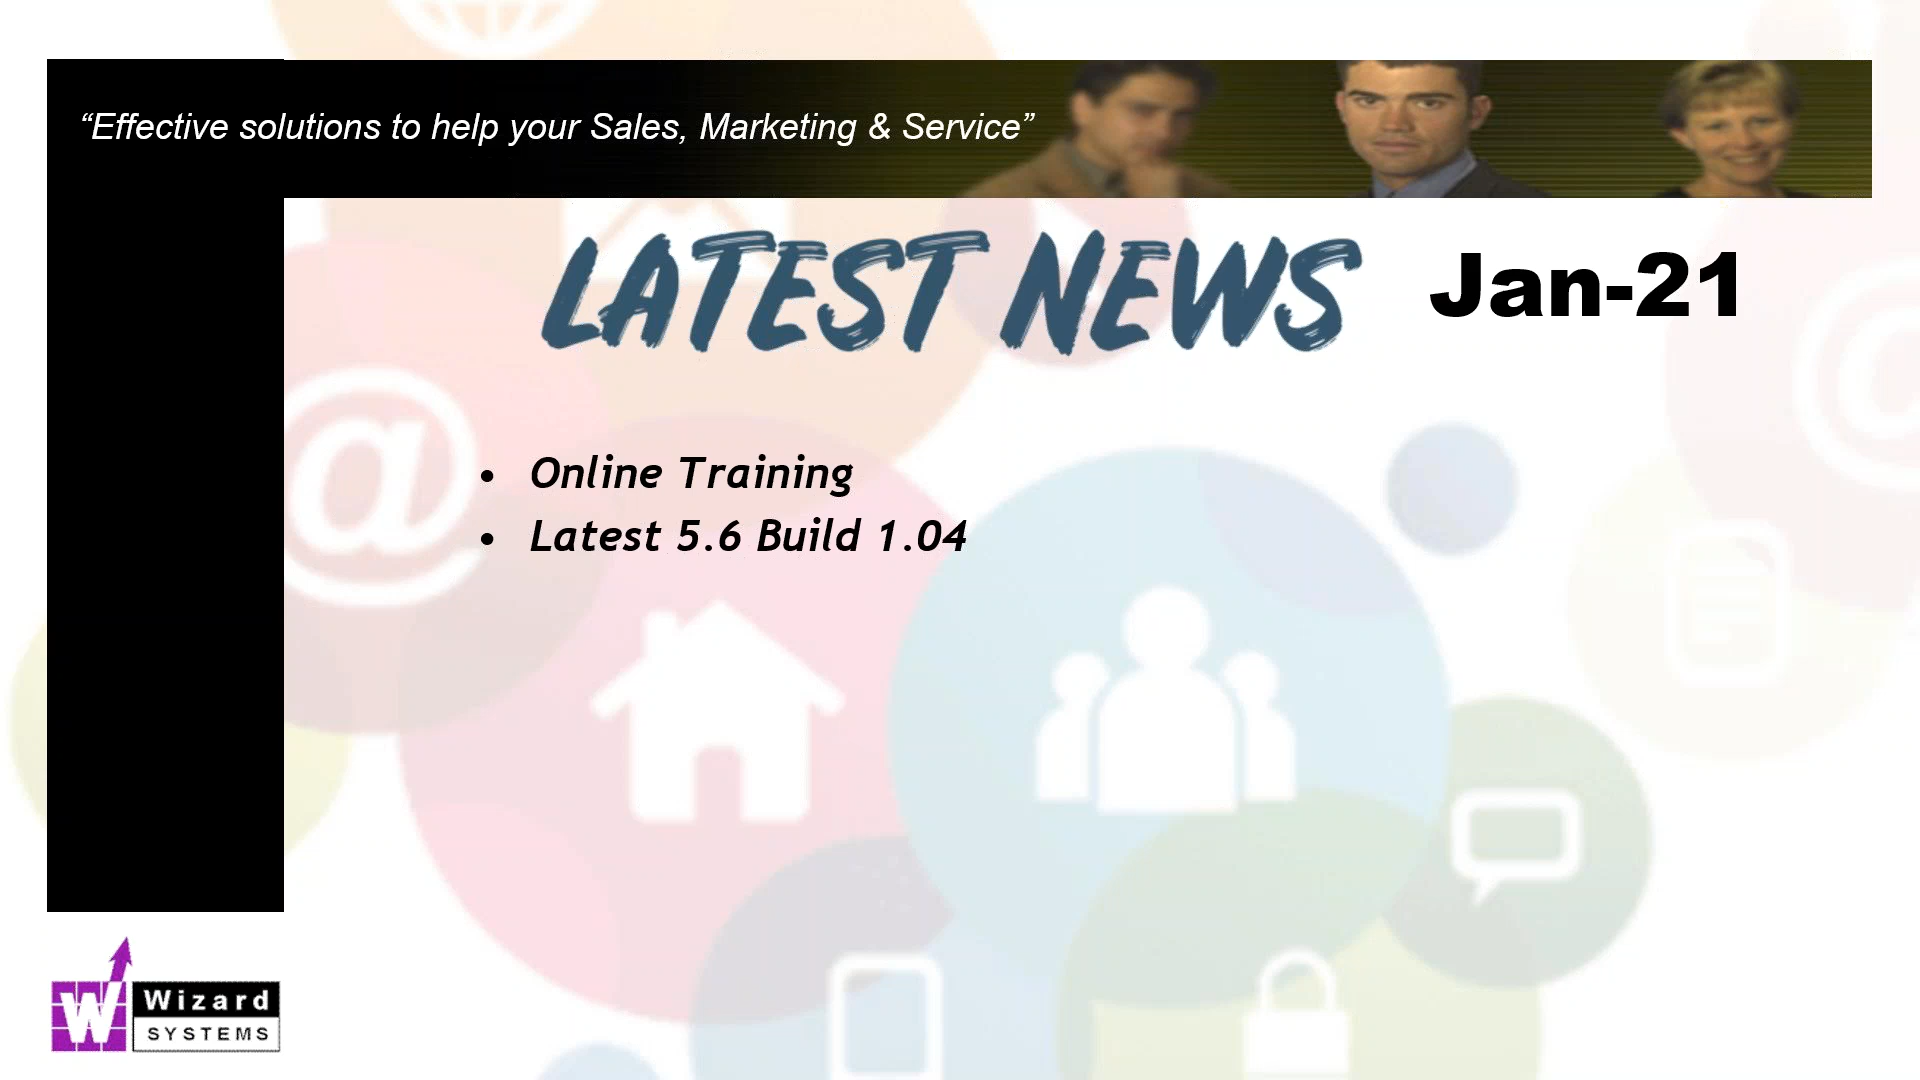 “Effective solutions to help your Sales, Marketing & Service”
LATEST NEWS Jan-21
• Online Training
• Latest 5.6 Build 1.04
W Wizard
SYSTEMS